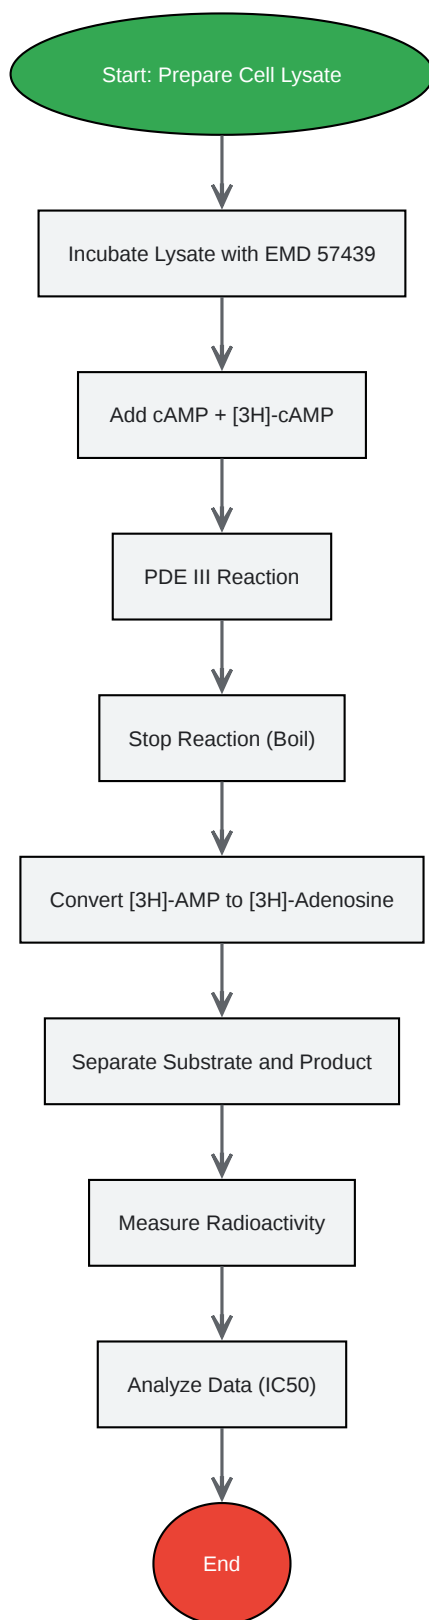 Start: Prepare Cell Lysate
Incubate Lysate with EMD 57439
Add cAMP + [3H]-cAMP
PDE III Reaction
Stop Reaction (Boil)
Convert [3H]-AMP to [3H]-Adenosine
Separate Substrate and Product
Measure Radioactivity
Analyze Data (IC50)
End